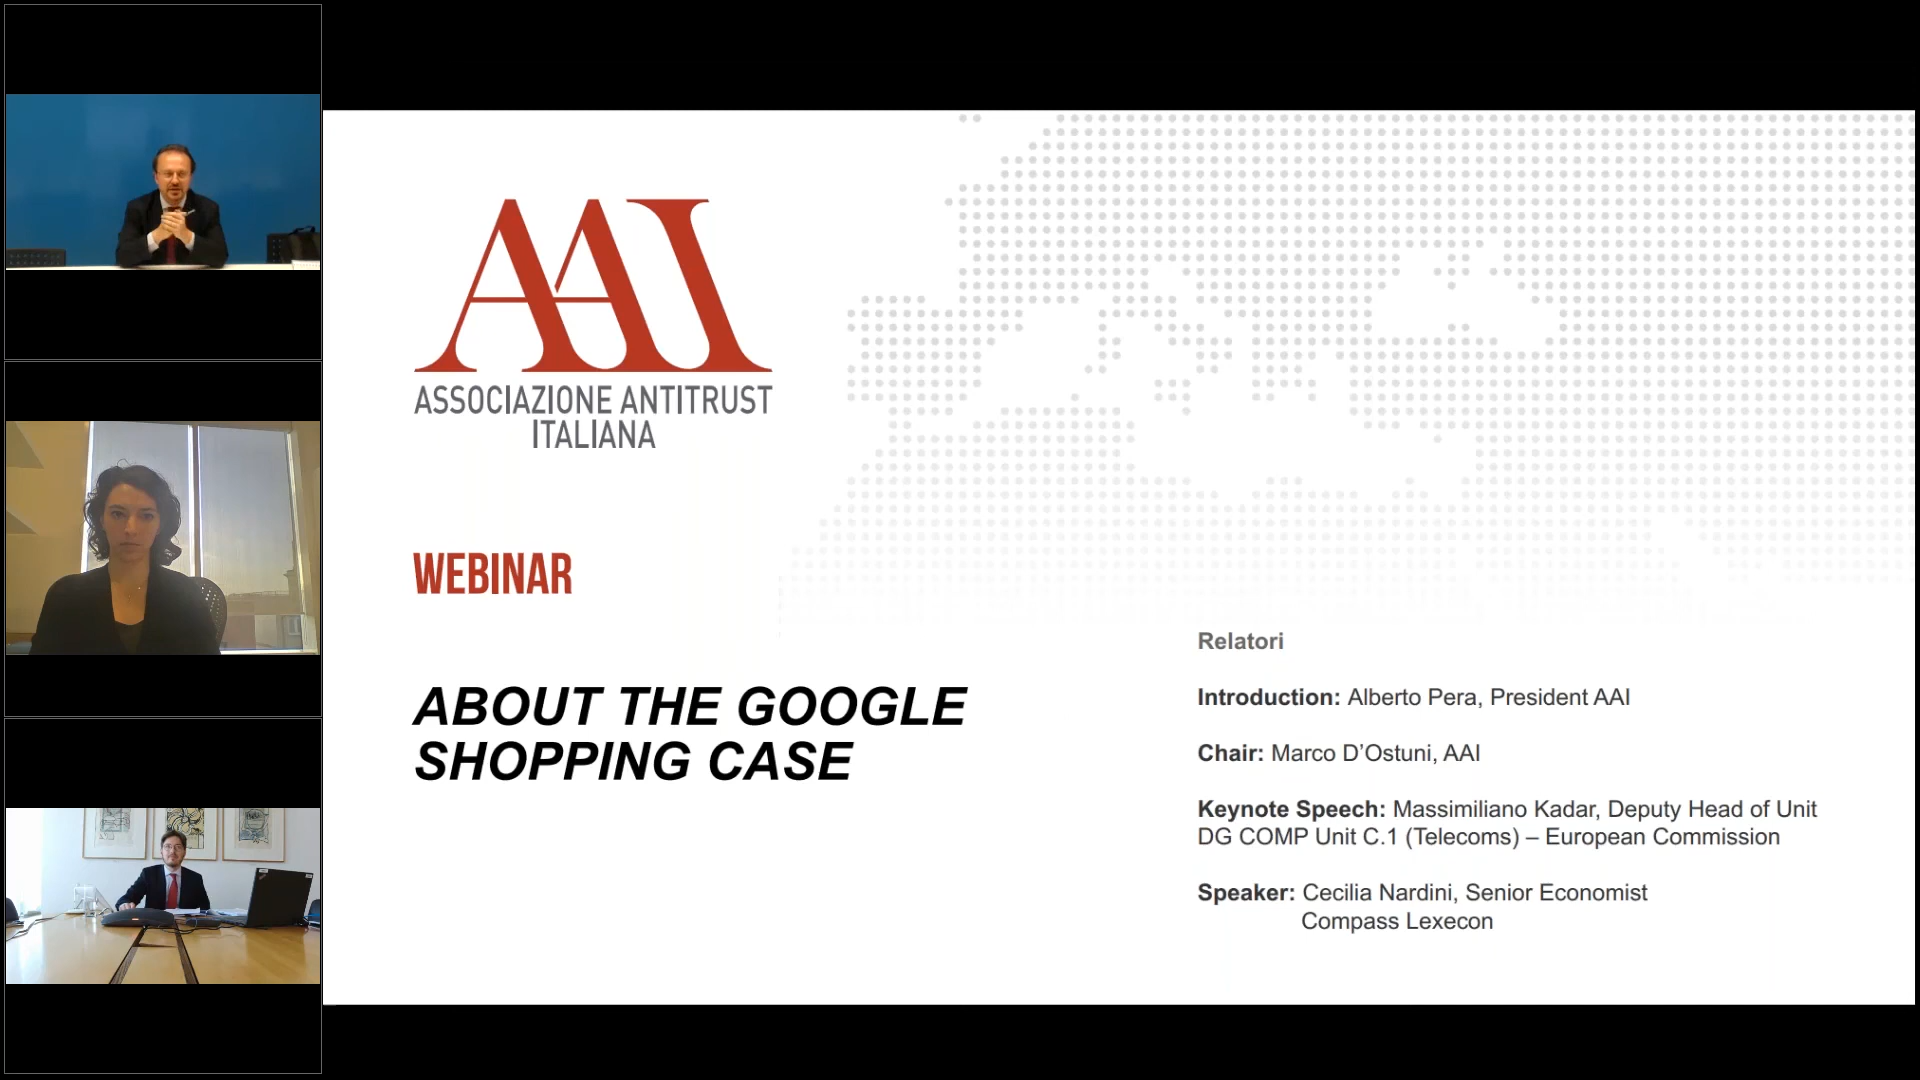 AAI
ASSOCIAZIONE ANTITRUST
ITALIANA
WEBINAR
ABOUT THE GOOGLE
SHOPPING CASE
Relatori
Introduction: Alberto Pera, President AAI
Chair: Marco D’Ostuni, AAI
Keynote Speech: Massimiliano Kadar, Deputy Head of Unit
DG COMP Unit C.1 (Telecoms) – European Commission
Speaker: Cecilia Nardini, Senior Economist
Compass Lexecon